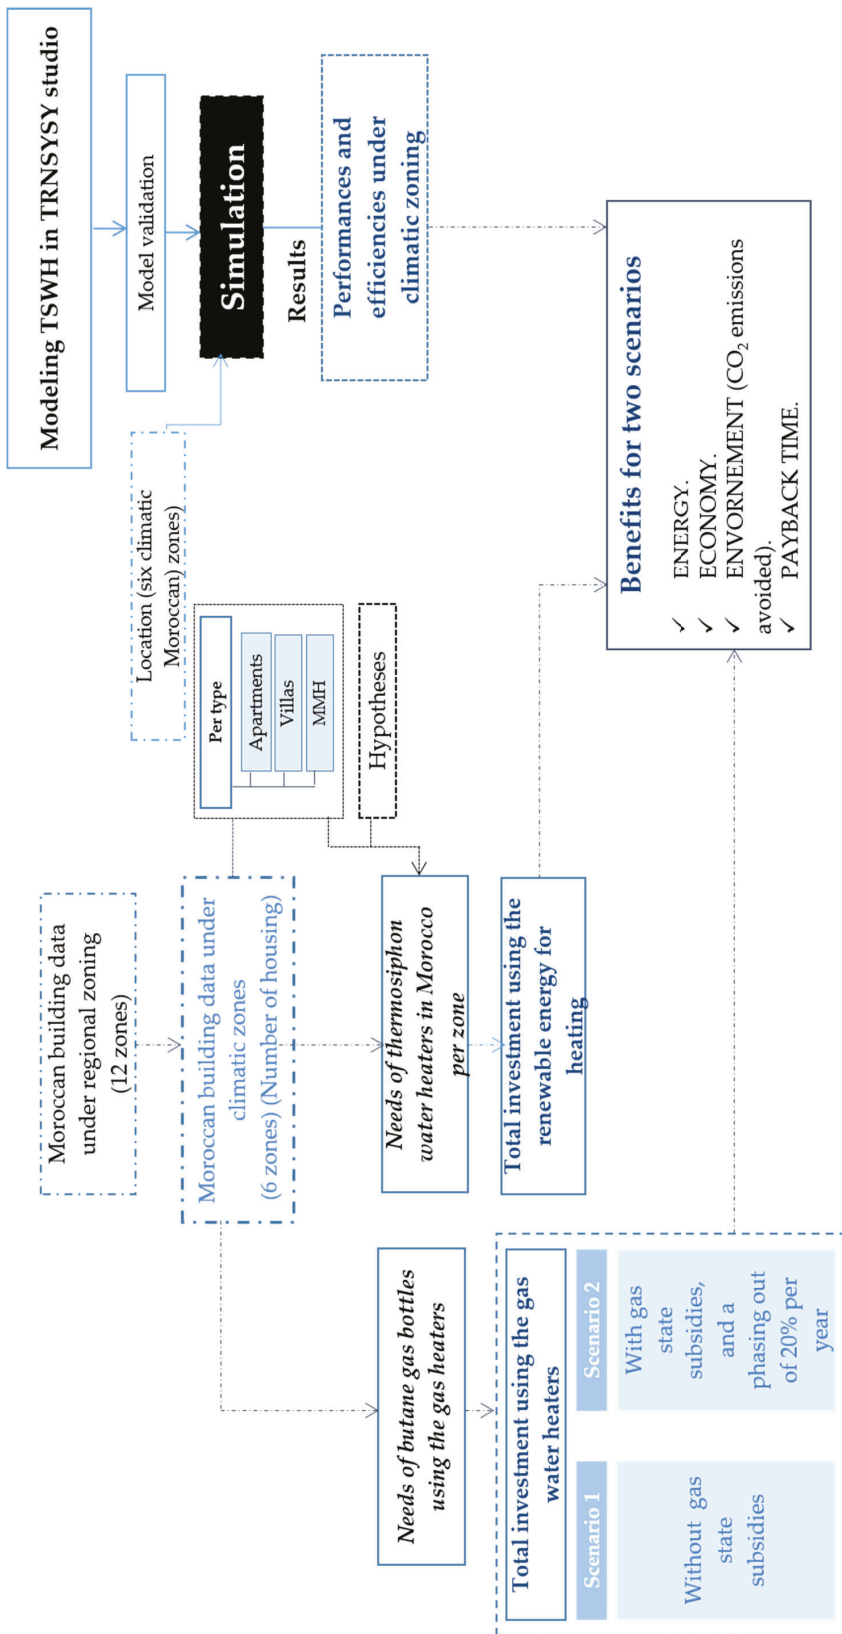 Modeling TSWH in TRNSYSY studio
Model validation
Simulation
Results
Performances and
efficiencies under
climatic zoning
Location (six climatic
Moroccan) zones)
Moroccan building data
under regional zoning
(12 zones)
Moroccan building data under
climatic zones
(6 zones) (Number of housing)
Per type
Apartments
Villas
MMH
Hypotheses
Needs of thermosiphon
water heaters in Morocco
per zone
Total investment using the
renewable energy for
heating
Needs of butane gas bottles
using the gas heaters
Total investment using the gas
water heaters
Scenario 1
Without gas
state
subsidies
Scenario 2
With gas
state
subsidies,
and a
phasing out
of 20% per
year
Benefits for two scenarios
✓ ENERGY.
✓ ECONOMY.
✓ ENVORNEMENT (CO₂ emissions
avoided).
✓ PAYBACK TIME.